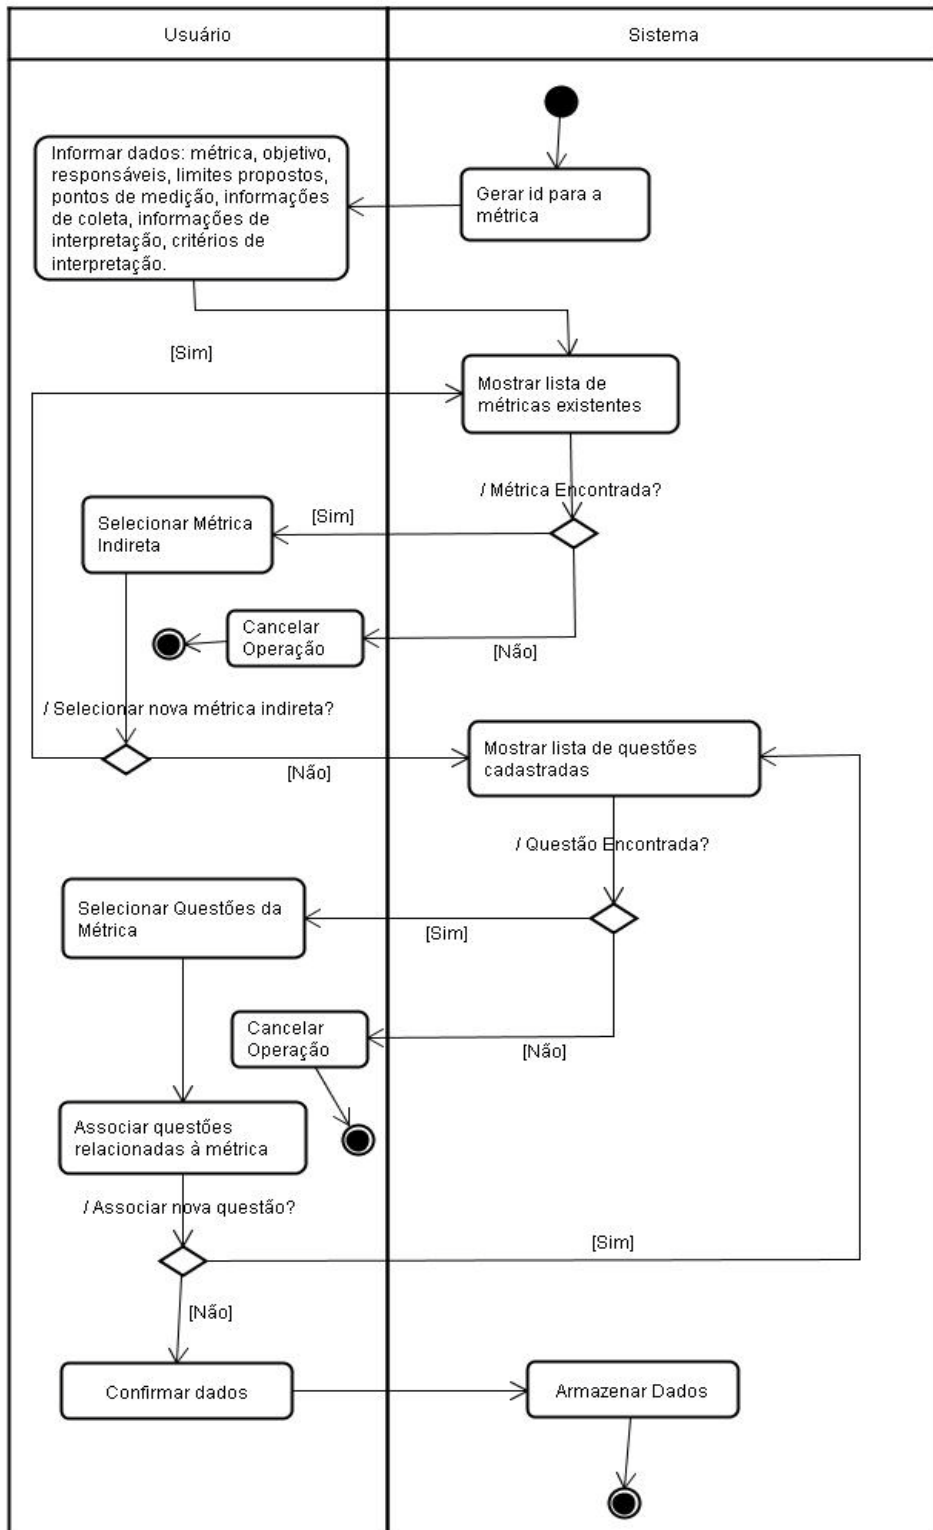 Usuário
Sistema
Informar dados: métrica, objetivo,
responsáveis, limites propostos,
pontos de medição, informações
de coleta, informações de
interpretação, critérios de
interpretação.
Gerar id para a
métrica
[Sim]
Mostrar lista de
métricas existentes
/ Métrica Encontrada?
Selecionar Métrica
Indireta
[Sim]
Cancelar
Operação
[Não]
/ Selecionar nova métrica indireta?
[Não]
Mostrar lista de questões
cadastradas
/ Questão Encontrada?
Selecionar Questões da
Métrica
[Sim]
Cancelar
Operação
[Não]
Associar questões
relacionadas à métrica
/ Associar nova questão?
[Sim]
[Não]
Confirmar dados
Armazenar Dados